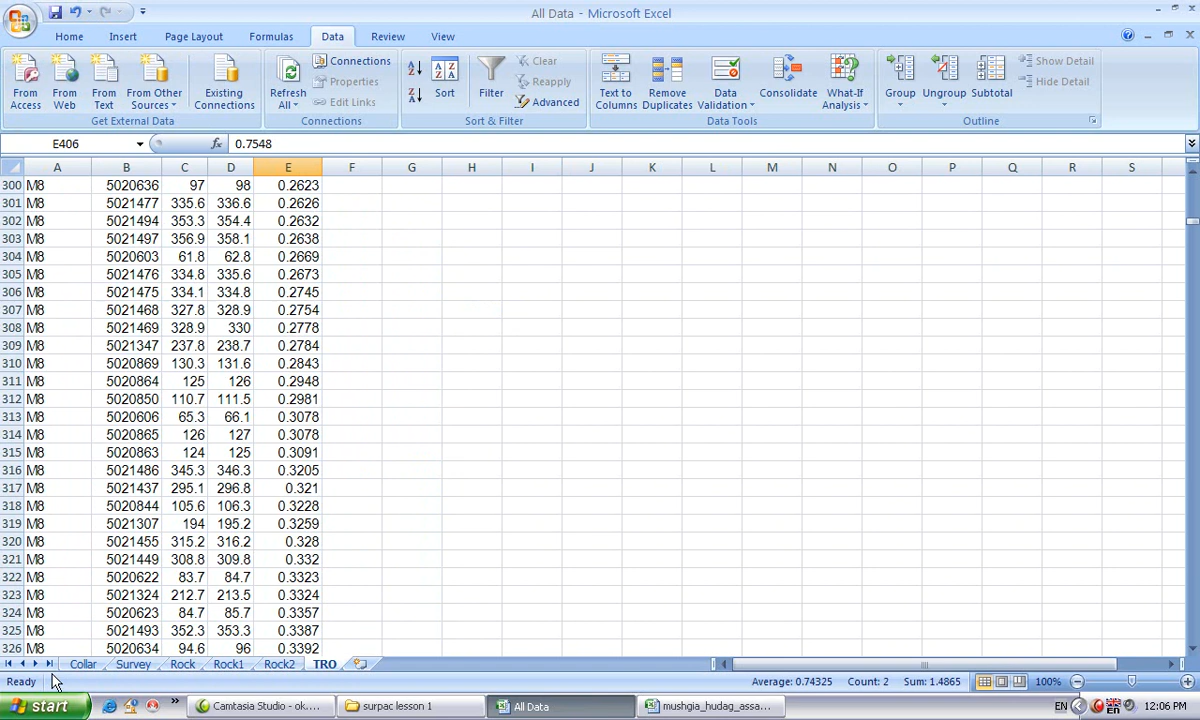 All Data - Microsoft Excel
Home Insert Page Layout Formulas Data Review View
From Access From Web From Text From Other Sources Existing Connections Refresh All Connections Properties Edit Links Sort Filter Clear Reapply Advanced Text to Columns Remove Duplicates Data Validation Consolidate What-If Analysis Group Ungroup Subtotal Show Detail Hide Detail
Get External Data Connections Sort & Filter Data Tools Outline
E406 fx 0.7548
A B C D E F G H I J K L M N O P Q R S
300 M8 5020636 97 98 0.2623
301 M8 5021477 335.6 336.6 0.2626
302 M8 5021494 353.3 354.4 0.2632
303 M8 5021497 356.9 358.1 0.2638
304 M8 5020603 61.8 62.8 0.2669
305 M8 5021476 334.8 335.6 0.2673
306 M8 5021475 334.1 334.8 0.2745
307 M8 5021468 327.8 328.9 0.2754
308 M8 5021469 328.9 330 0.2778
309 M8 5021347 237.8 238.7 0.2784
310 M8 5020869 130.3 131.6 0.2843
311 M8 5020864 125 126 0.2948
312 M8 5020850 110.7 111.5 0.2981
313 M8 5020606 65.3 66.1 0.3078
314 M8 5020865 126 127 0.3078
315 M8 5020863 124 125 0.3091
316 M8 5021486 345.3 346.3 0.3205
317 M8 5021437 295.1 296.8 0.321
318 M8 5020844 105.6 106.3 0.3228
319 M8 5021307 194 195.2 0.3259
320 M8 5021455 315.2 316.2 0.328
321 M8 5021449 308.8 309.8 0.332
322 M8 5020622 83.7 84.7 0.3323
323 M8 5021324 212.7 213.5 0.3324
324 M8 5020623 84.7 85.7 0.3357
325 M8 5021493 352.3 353.3 0.3387
326 M8 5020634 94.6 96 0.3392
Collar Survey Rock Rock1 Rock2 TRO
Ready Average: 0.74325 Count: 2 Sum: 1.4865 100%
start Camtasia Studio - ok.... surpac lesson 1 All Data mushgia_hudag_assa... EN 12:06 PM